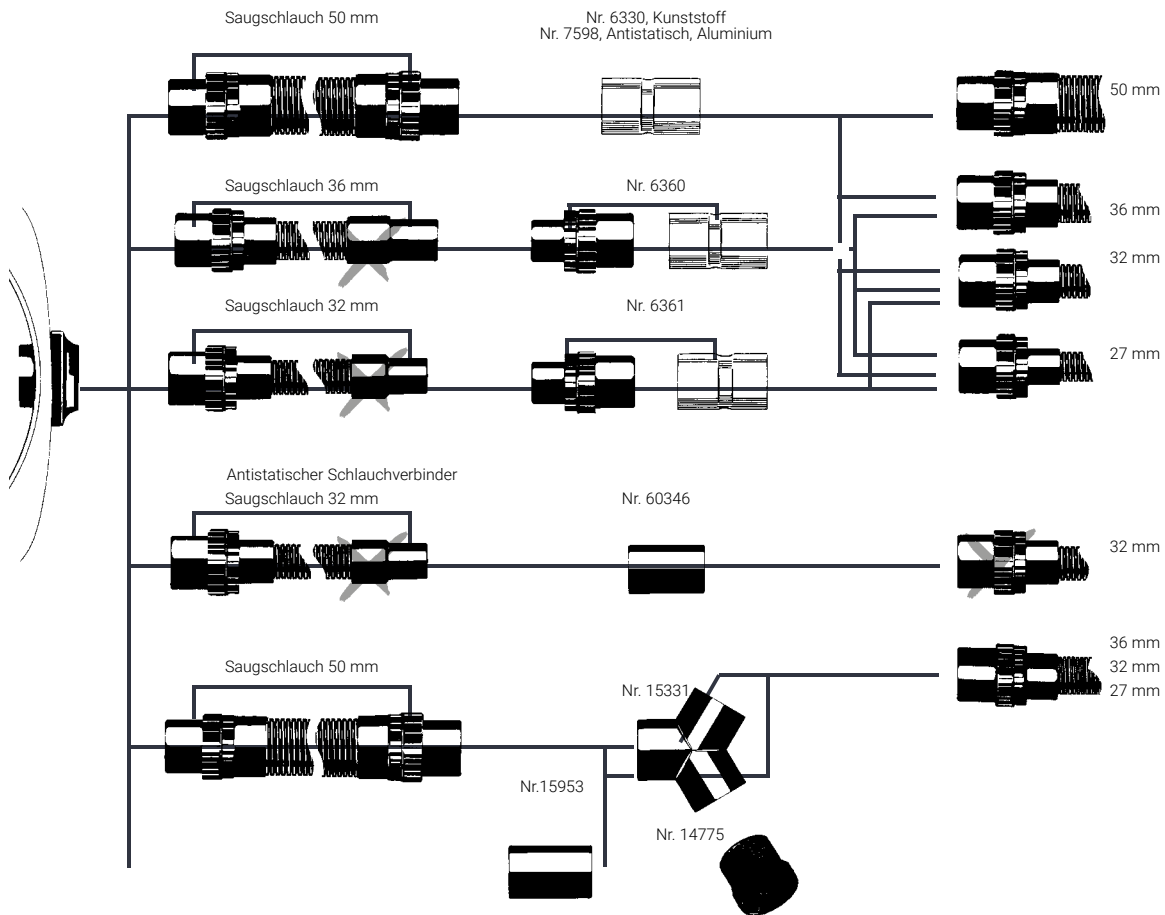 Saugschlauch 50 mm
Nr. 6330, Kunststoff
Nr. 7598, Antistatisch, Aluminium
50 mm
Saugschlauch 36 mm
Nr. 6360
36 mm
32 mm
Saugschlauch 32 mm
Nr. 6361
27 mm
Antistatischer Schlauchverbinder
Saugschlauch 32 mm
Nr. 60346
32 mm
36 mm
32 mm
27 mm
Saugschlauch 50 mm
Nr. 15331
Nr.15953
Nr. 14775